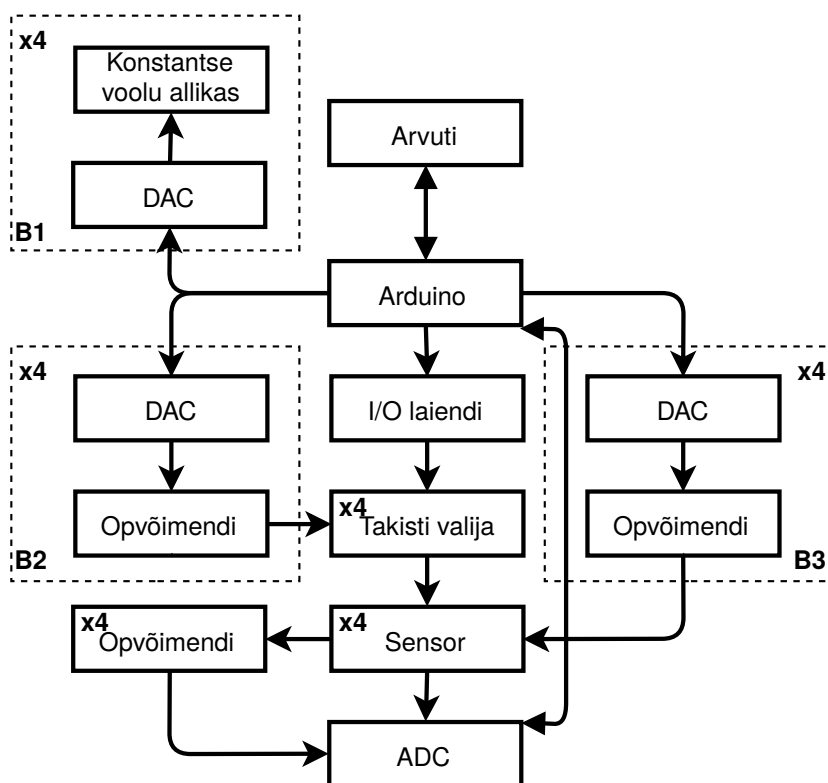 x4
Konstantse
voolu allikas
DAC
B1
Arvuti
Arduino
x4
DAC
Opvõimendi
B2
I/O laiendi
x4
Takisti valija
x4
DAC
Opvõimendi
B3
x4
Opvõimendi
x4
Sensor
ADC